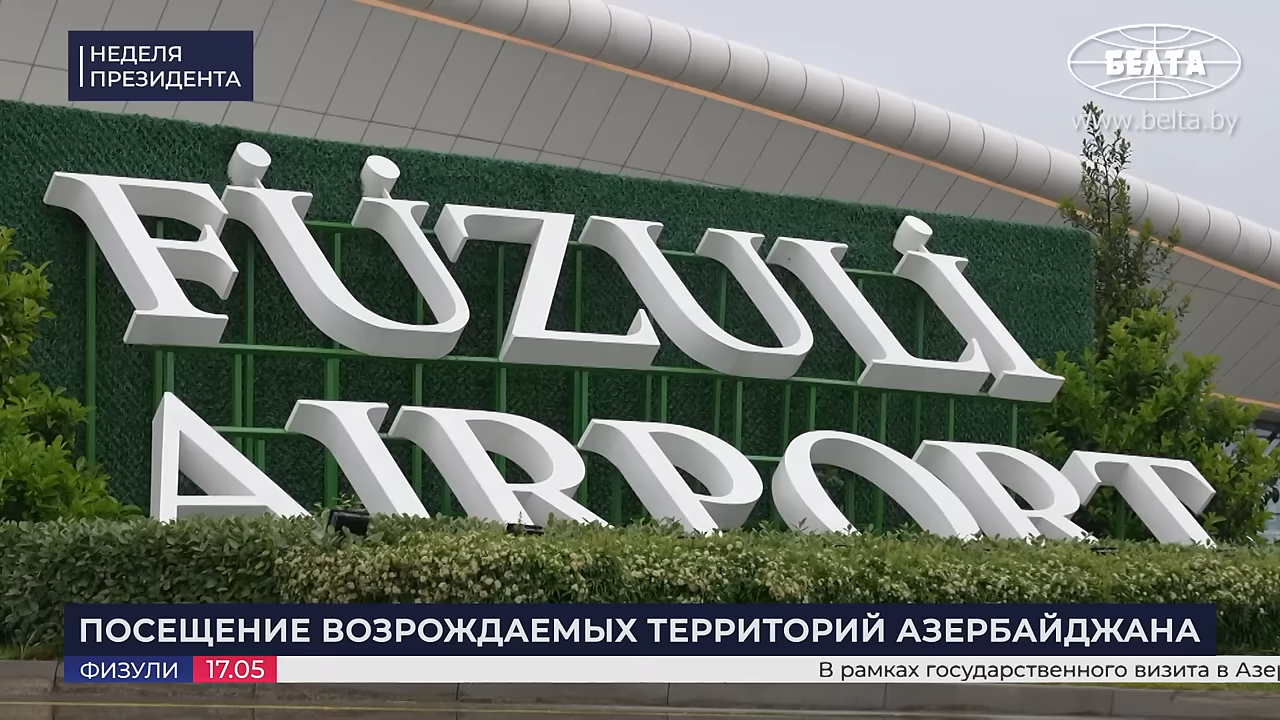 НЕДЕЛЯ
ПРЕЗИДЕНТА
БЕЛТА
www.belta.by
FÜZULİ
AIRPORT
ПОСЕЩЕНИЕ ВОЗРОЖДАЕМЫХ ТЕРРИТОРИЙ АЗЕРБАЙДЖАНА
ФИЗУЛИ 17.05 В рамках государственного визита в Азер